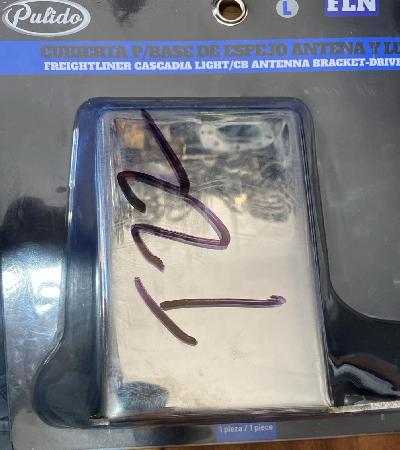 Pulido
L
FLN
CUBIERTA P/BASE DE ESPEJO ANTENA Y LU
FREIGHTLINER CASCADIA LIGHT/CB ANTENNA BRACKET-DRIVE
1 pieza / 1 piece